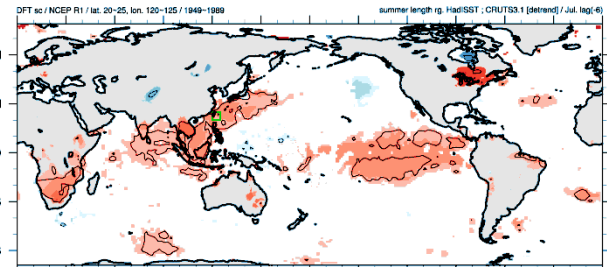 DFT sc / NCEP R1 / lat. 20-25, lon. 120-125 / 1949-1989
summer length rg. HadISST ; CRUTS3.1 [detrend] / Jul. lag(-6)